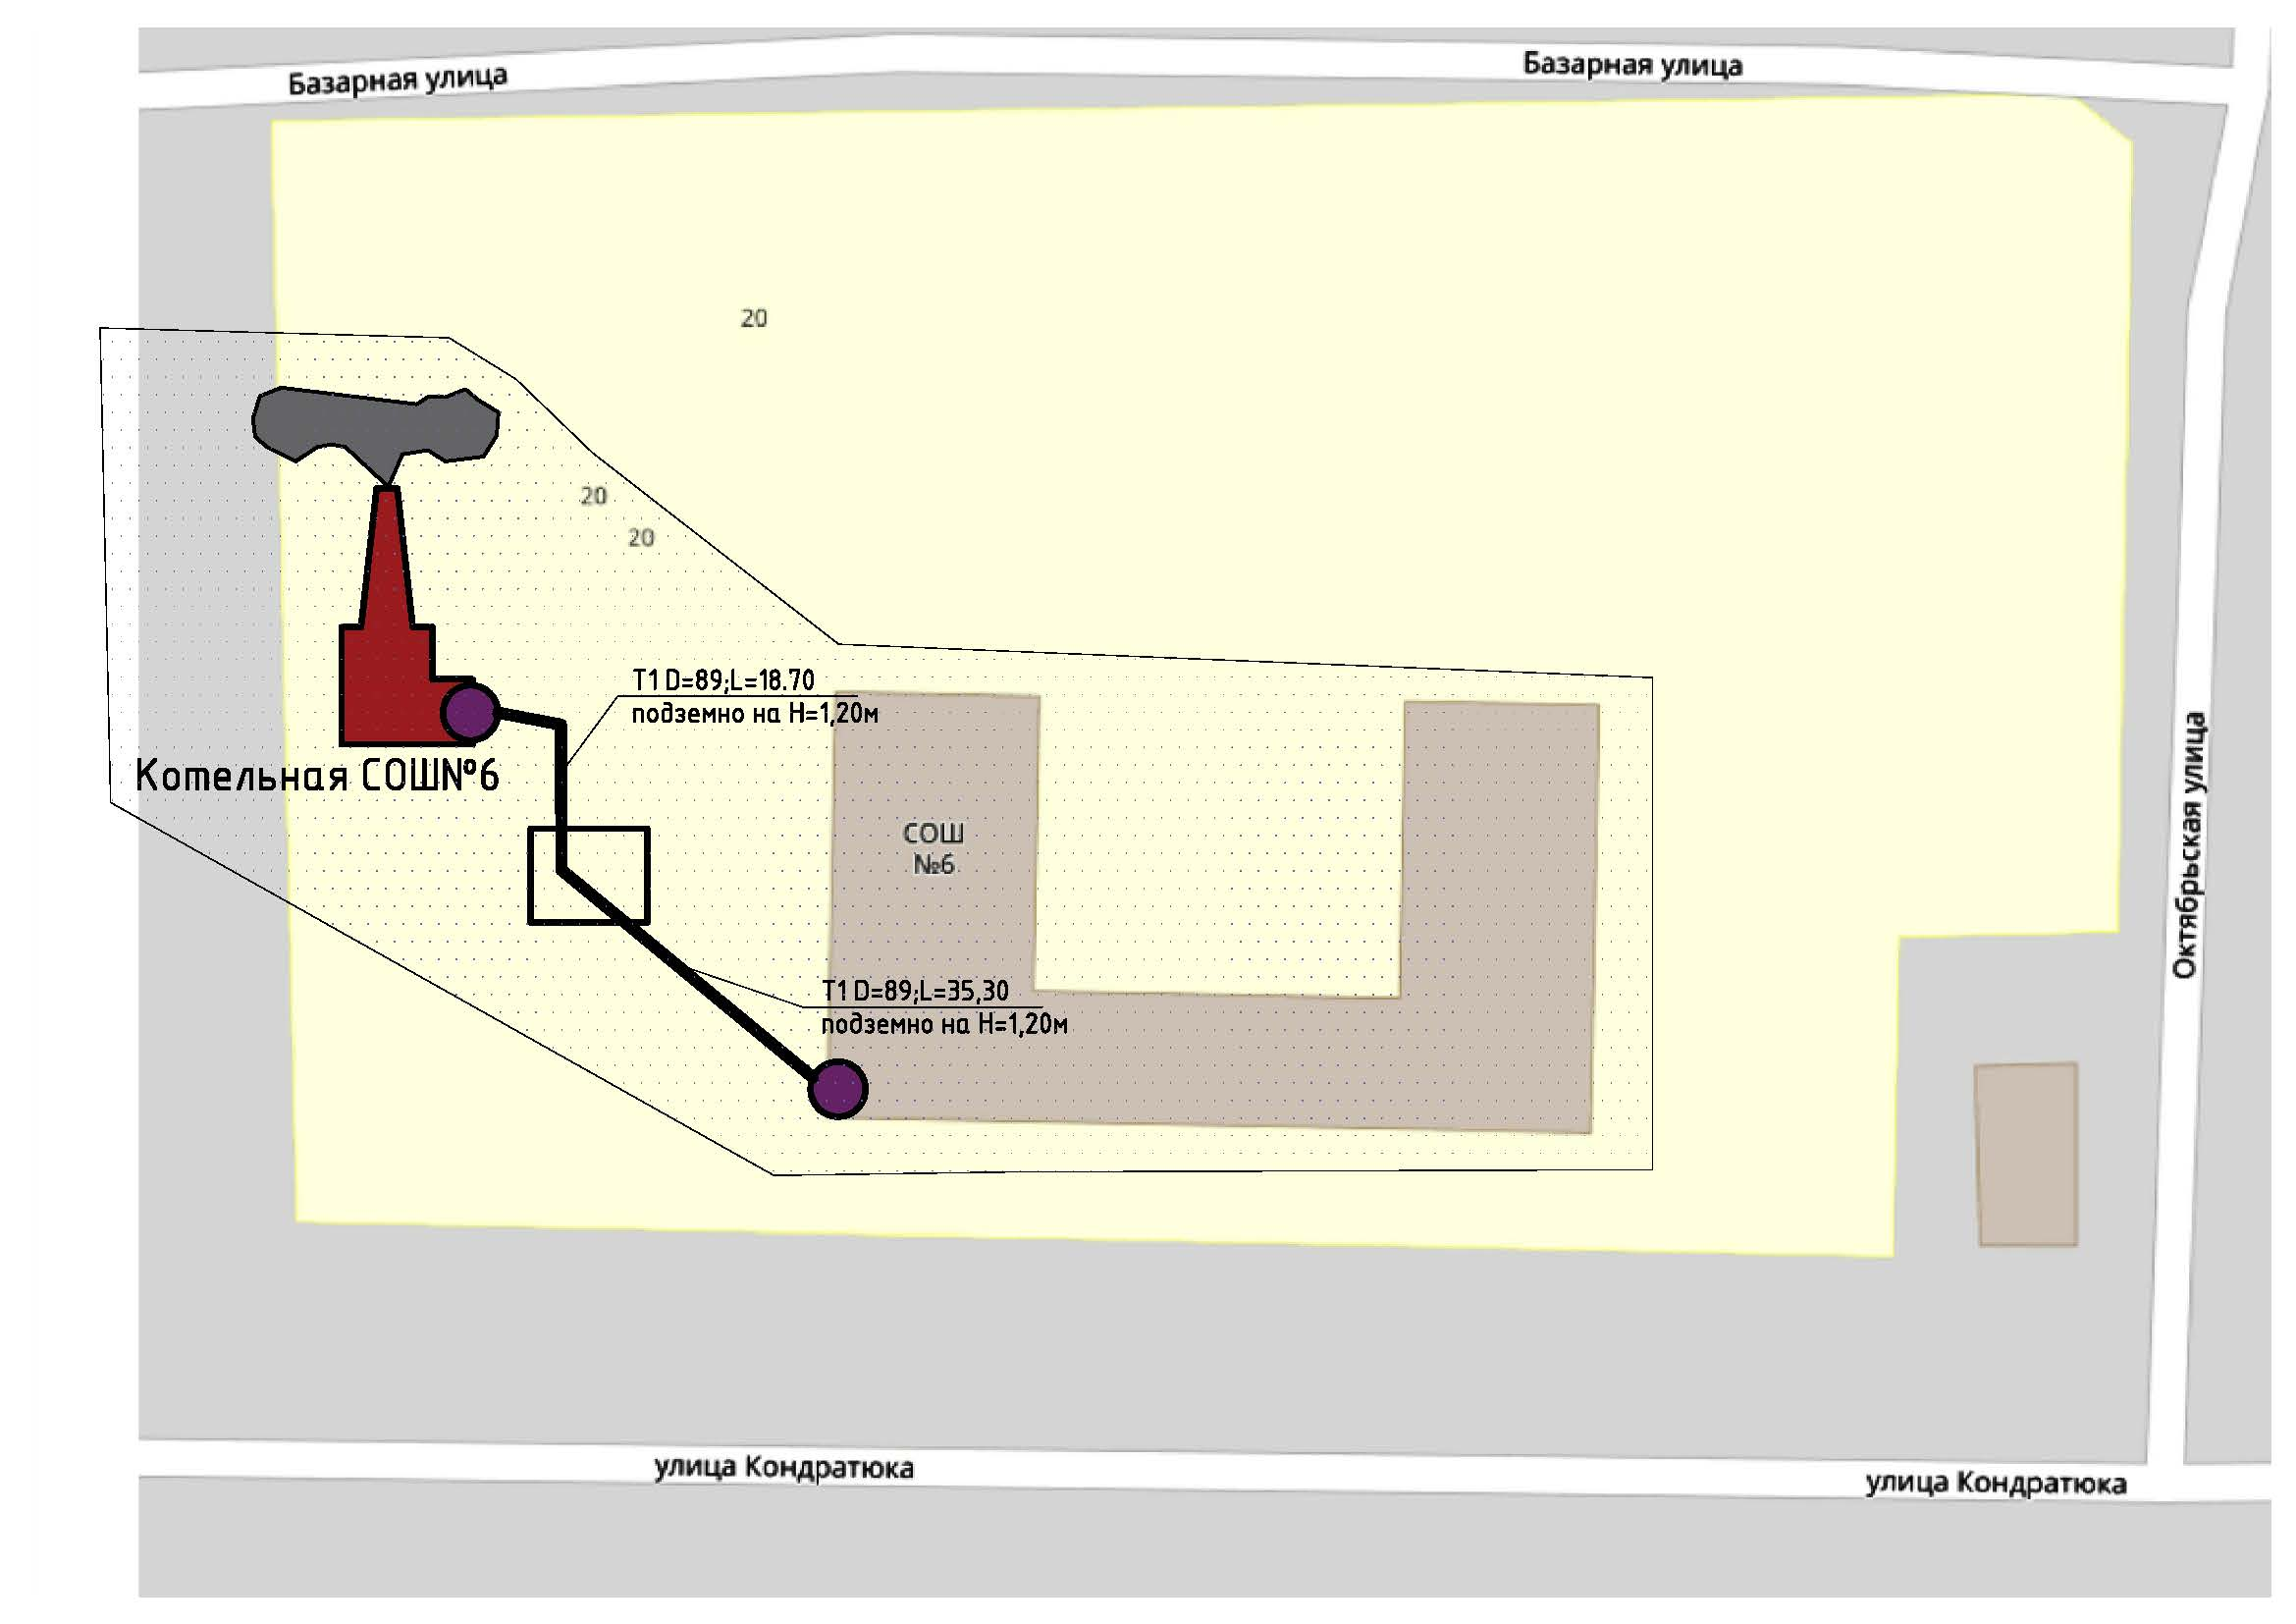 Базарная улица
Базарная улица
20
20
20
Т1 D=89;L=18.70
подземно на Н=1,20м
Котельная СОШ№6
СОШ
№6
Октябрьская улица
Т1 D=89;L=35,30
подземно на Н=1,20м
улица Кондратюка
улица Кондратюка